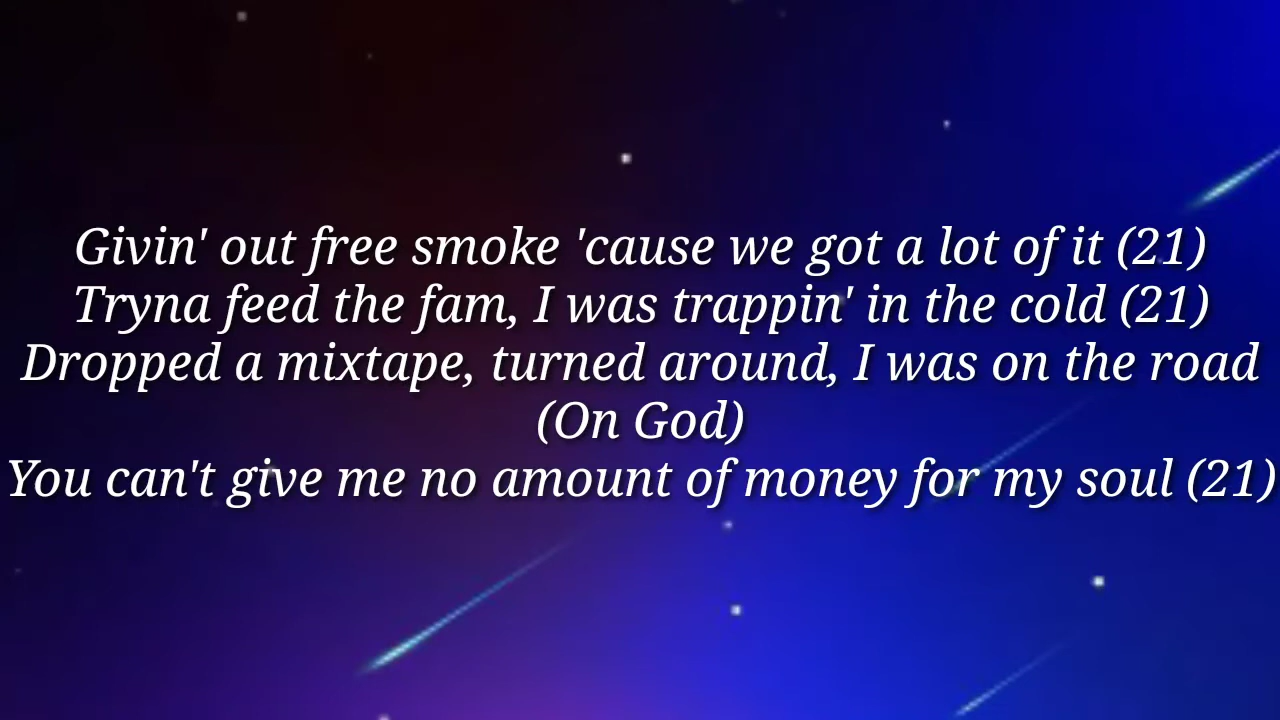 Givin' out free smoke 'cause we got a lot of it (21)
Tryna feed the fam, I was trappin' in the cold (21)
Dropped a mixtape, turned around, I was on the road
(On God)
You can't give me no amount of money for my soul (21)